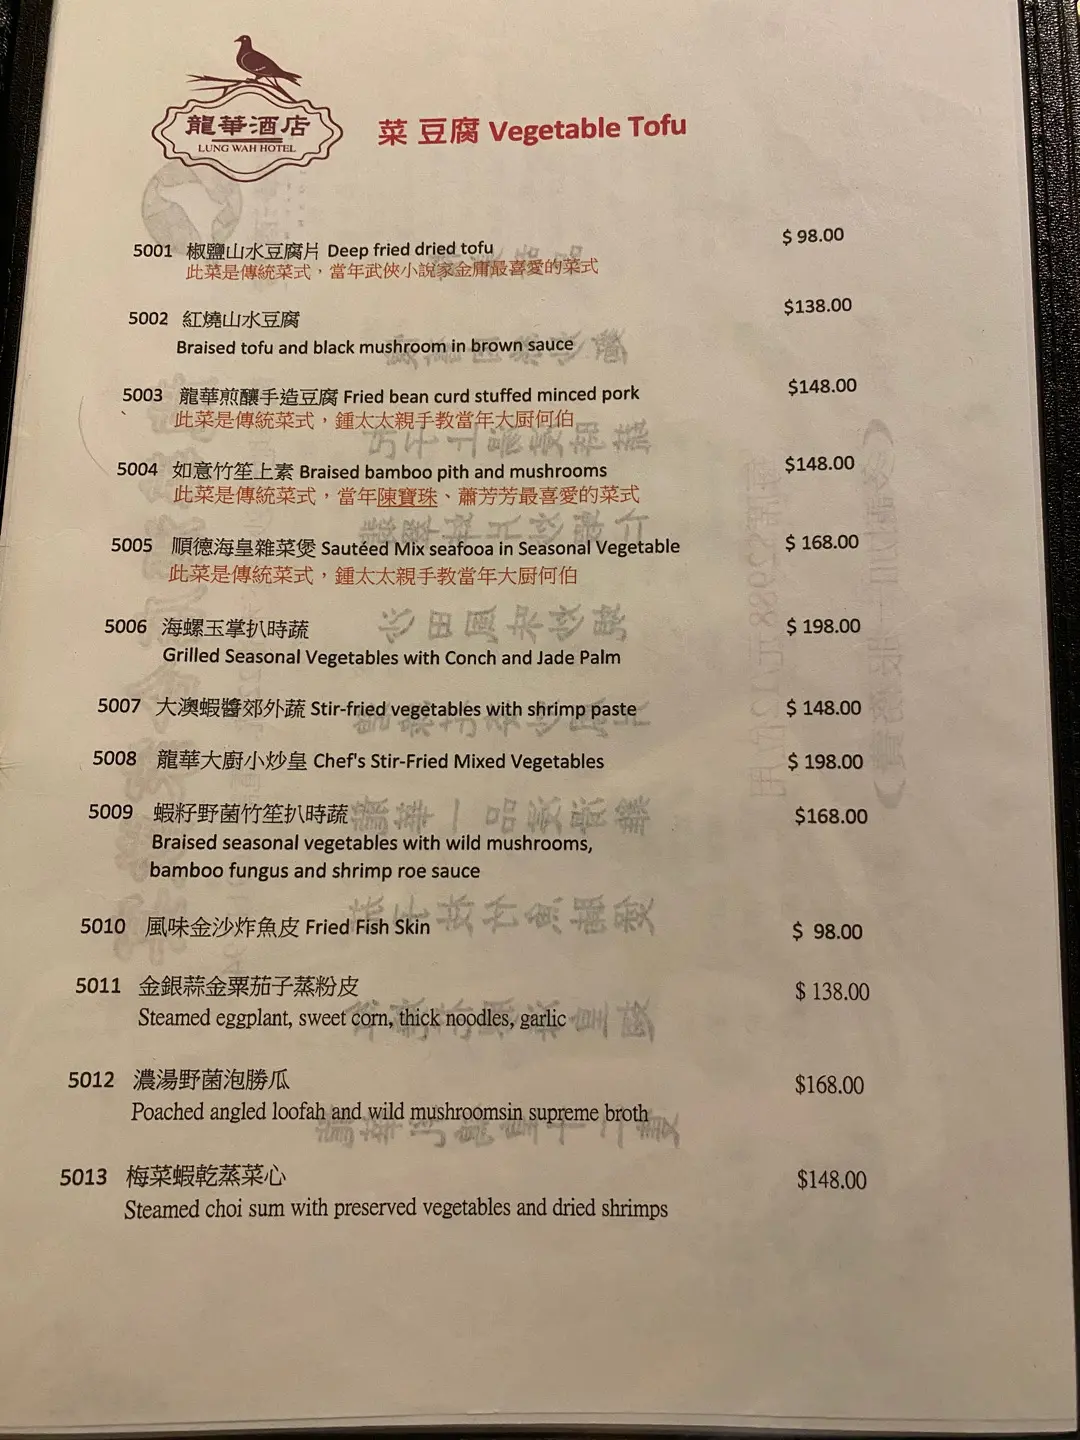 龍華酒店
LUNG WAH HOTEL
菜 豆腐 Vegetable Tofu
5001 椒鹽山水豆腐片 Deep fried dried tofu $ 98.00
此菜是傳統菜式，當年武俠小說家金庸最喜愛的菜式
5002 紅燒山水豆腐 $138.00
Braised tofu and black mushroom in brown sauce
5003 龍華煎釀手造豆腐 Fried bean curd stuffed minced pork $148.00
此菜是傳統菜式，鍾太太親手教當年大厨何伯
5004 如意竹笙上素 Braised bamboo pith and mushrooms $148.00
此菜是傳統菜式，當年陳寶珠、蕭芳芳最喜愛的菜式
5005 順德海皇雜菜煲 Sautéed Mix seafooa in Seasonal Vegetable $ 168.00
此菜是傳統菜式，鍾太太親手教當年大厨何伯
5006 海螺玉掌扒時蔬 $ 198.00
Grilled Seasonal Vegetables with Conch and Jade Palm
5007 大澳蝦醬郊外蔬 Stir-fried vegetables with shrimp paste $ 148.00
5008 龍華大廚小炒皇 Chef's Stir-Fried Mixed Vegetables $ 198.00
5009 蝦籽野菌竹笙扒時蔬 $168.00
Braised seasonal vegetables with wild mushrooms,
bamboo fungus and shrimp roe sauce
5010 風味金沙炸魚皮 Fried Fish Skin $ 98.00
5011 金銀蒜金粟茄子蒸粉皮 $ 138.00
Steamed eggplant, sweet corn, thick noodles, garlic
5012 濃湯野菌泡勝瓜 $168.00
Poached angled loofah and wild mushroomsin supreme broth
5013 梅菜蝦乾蒸菜心 $148.00
Steamed choi sum with preserved vegetables and dried shrimps